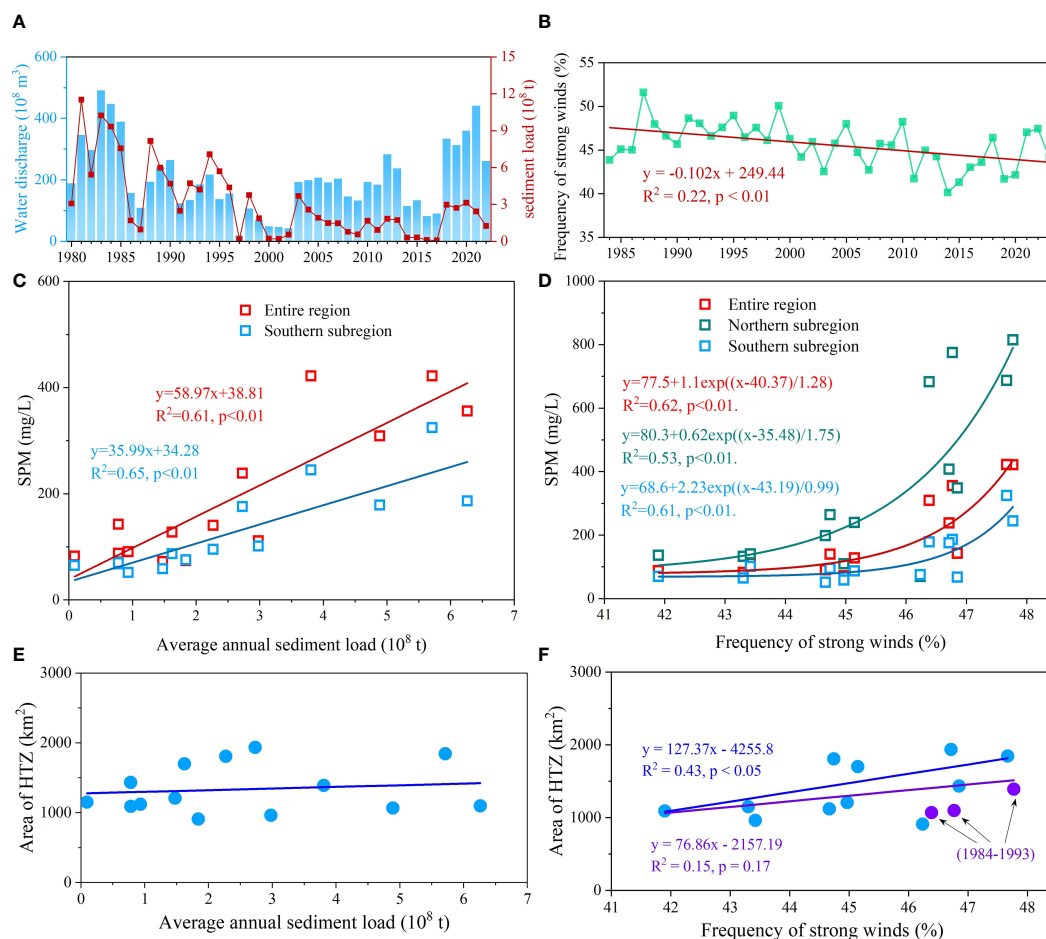 A
Water discharge (10⁸ m³)
600
400
200
0
15
12
9
6
3
0
sediment load (10⁸ t)
1980 1985 1990 1995 2000 2005 2010 2015 2020
B
Frequency of strong winds (%)
55
50
45
40
35
y = -0.102x + 249.44
R² = 0.22, p < 0.01
1985 1990 1995 2000 2005 2010 2015 2020
C
SPM (mg/L)
600
400
200
0
Entire region
Southern subregion
y=58.97x+38.81
R²=0.61, p<0.01
y=35.99x+34.28
R²=0.65, p<0.01
0 1 2 3 4 5 6 7
Average annual sediment load (10⁸ t)
D
SPM (mg/L)
1000
800
600
400
200
0
Entire region
Northern subregion
Southern subregion
y=77.5+1.1exp((x-40.37)/1.28)
R²=0.62, p<0.01.
y=80.3+0.62exp((x-35.48)/1.75)
R²=0.53, p<0.01.
y=68.6+2.23exp((x-43.19)/0.99)
R²=0.61, p<0.01.
41 42 43 44 45 46 47 48
Frequency of strong winds (%)
E
Area of HTZ (km²)
3000
2000
1000
0
0 1 2 3 4 5 6 7
Average annual sediment load (10⁸ t)
F
Area of HTZ (km²)
3000
2000
1000
0
y = 127.37x - 4255.8
R² = 0.43, p < 0.05
y = 76.86x - 2157.19
R² = 0.15, p = 0.17
(1984-1993)
41 42 43 44 45 46 47 48
Frequency of strong winds (%)